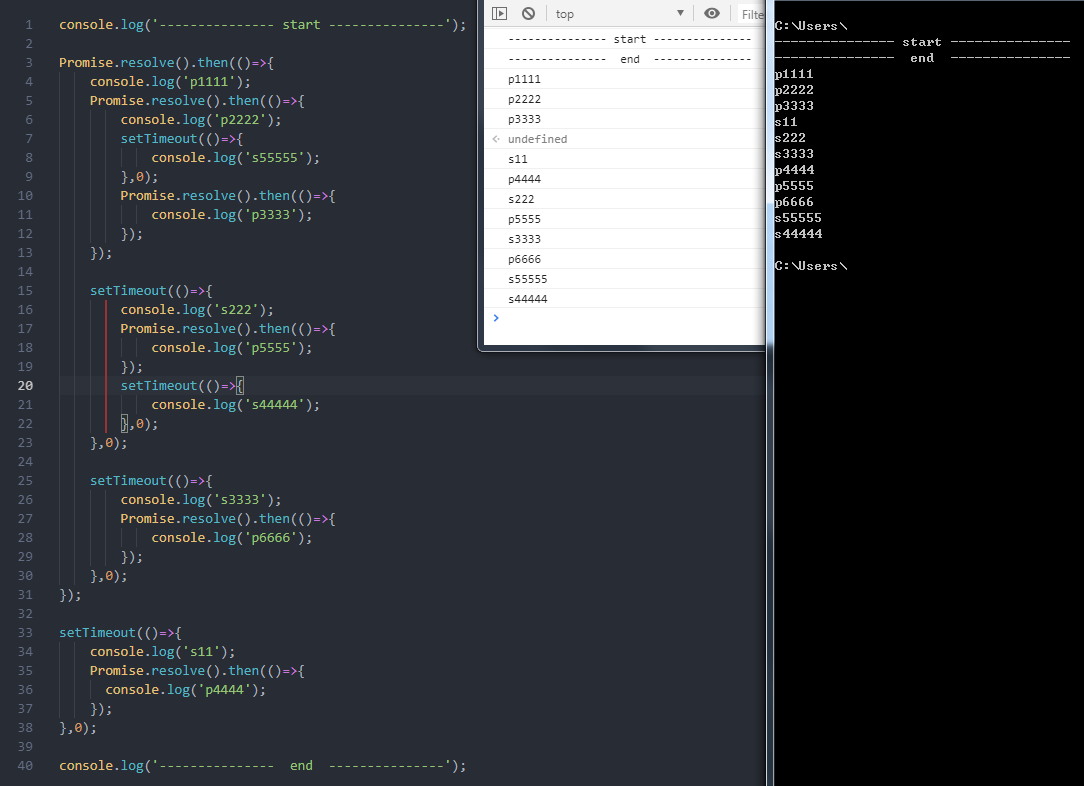 1 console.log('--------------- start ---------------');
2
3 Promise.resolve().then(()=>{
4 console.log('p1111');
5 Promise.resolve().then(()=>{
6 console.log('p2222');
7 setTimeout(()=>{
8 console.log('s55555');
9 },0);
10 Promise.resolve().then(()=>{
11 console.log('p3333');
12 });
13 });
14
15 setTimeout(()=>{
16 console.log('s222');
17 Promise.resolve().then(()=>{
18 console.log('p5555');
19 });
20 setTimeout(()=>{
21 console.log('s44444');
22 },0);
23 },0);
24
25 setTimeout(()=>{
26 console.log('s3333');
27 Promise.resolve().then(()=>{
28 console.log('p6666');
29 });
30 },0);
31 });
32
33 setTimeout(()=>{
34 console.log('s11');
35 Promise.resolve().then(()=>{
36 console.log('p4444');
37 });
38 },0);
39
40 console.log('---------------  end  ---------------');
top
Filte
--------------- start ---------------
---------------  end  ---------------
p1111
p2222
p3333
undefined
s11
p4444
s222
p5555
s3333
p6666
s55555
s44444
>
C:\Users\
--------------- start ---------------
---------------  end  ---------------
p1111
p2222
p3333
s11
s222
s3333
p4444
p5555
p6666
s55555
s44444
C:\Users\